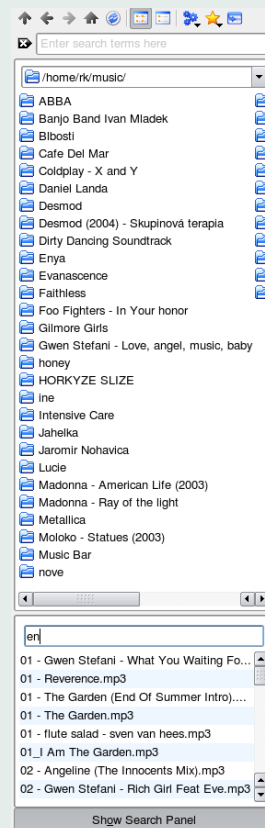 Enter search terms here
/home/rk/music/
ABBA
Banjo Band Ivan Mladek
Blbosti
Cafe Del Mar
Coldplay - X and Y
Daniel Landa
Desmod
Desmod (2004) - Skupinová terapia
Dirty Dancing Soundtrack
Enya
Evanascence
Faithless
Foo Fighters - In Your honor
Gilmore Girls
Gwen Stefani - Love, angel, music, baby
honey
HORKYZE SLIZE
ine
Intensive Care
Jahelka
Jaromir Nohavica
Lucie
Madonna - American Life (2003)
Madonna - Ray of the light
Metallica
Moloko - Statues (2003)
Music Bar
nove
en
01 - Gwen Stefani - What You Waiting Fo...
01 - Reverence.mp3
01 - The Garden (End Of Summer Intro)....
01 - The Garden.mp3
01 - flute salad - sven van hees.mp3
01_I Am The Garden.mp3
02 - Angeline (The Innocents Mix).mp3
02 - Gwen Stefani - Rich Girl Feat Eve.mp3
Show Search Panel